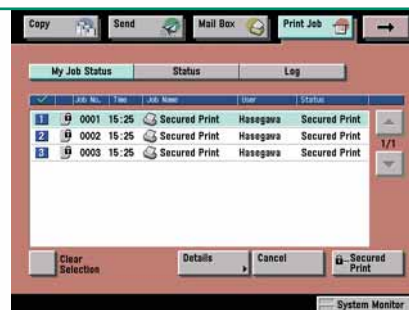 Copy Send Mail Box Print Job
My Job Status Status Log
Job No. Time Job Name User Status
1 0001 15:25 Secured Print Hasegawa Secured Print
2 0002 15:25 Secured Print Hasegawa Secured Print
3 0003 15:25 Secured Print Hasegawa Secured Print
1/1
Clear Selection Details Cancel Secured Print
System Monitor